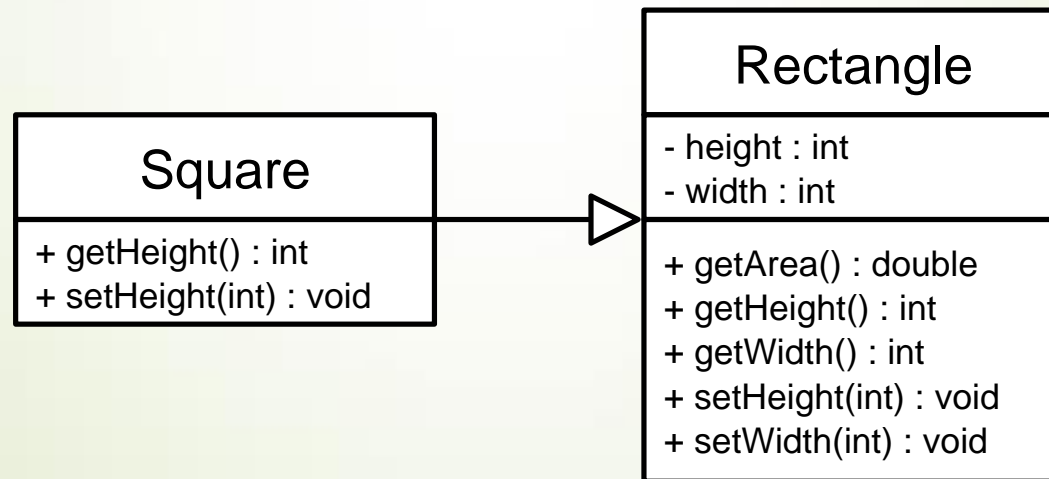 Square
+ getHeight() : int
+ setHeight(int) : void
Rectangle
- height : int
- width : int
+ getArea() : double
+ getHeight() : int
+ getWidth() : int
+ setHeight(int) : void
+ setWidth(int) : void